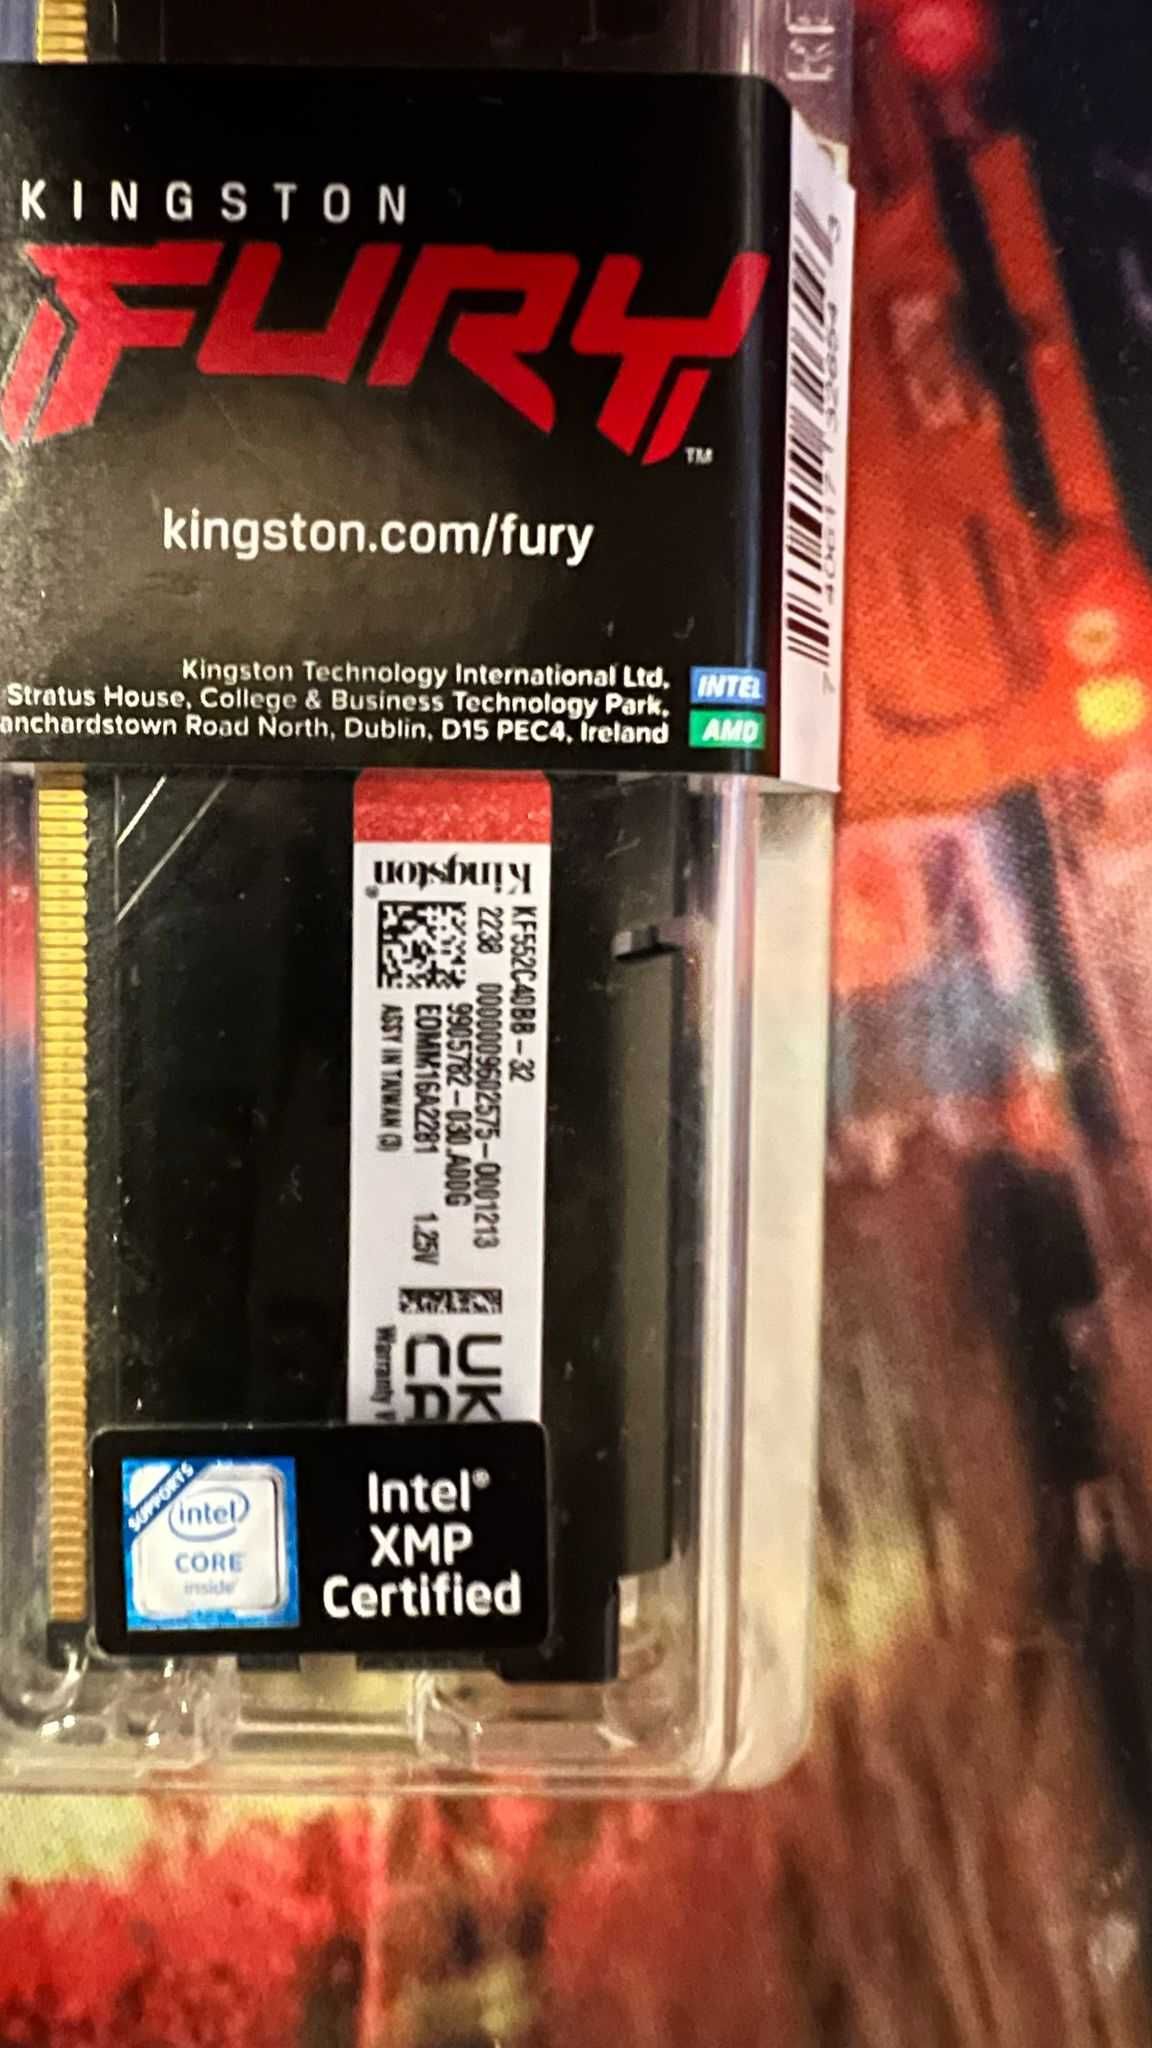 KINGSTON
FURY
TM
kingston.com/fury
Kingston Technology International Ltd.
Stratus House, College & Business Technology Park,
anchardstown Road North, Dublin, D15 PEC4, Ireland
INTEL
AMD
Kingston®
KF552C40BB-32
2238 000009602575-0001213
9905782-030.A00G
EOMM16A2281 1.25V
ASSY IN TAIWAN (3)
UK
CA
Warranty
SUPPORTS
intel
CORE
inside
Intel®
XMP
Certified